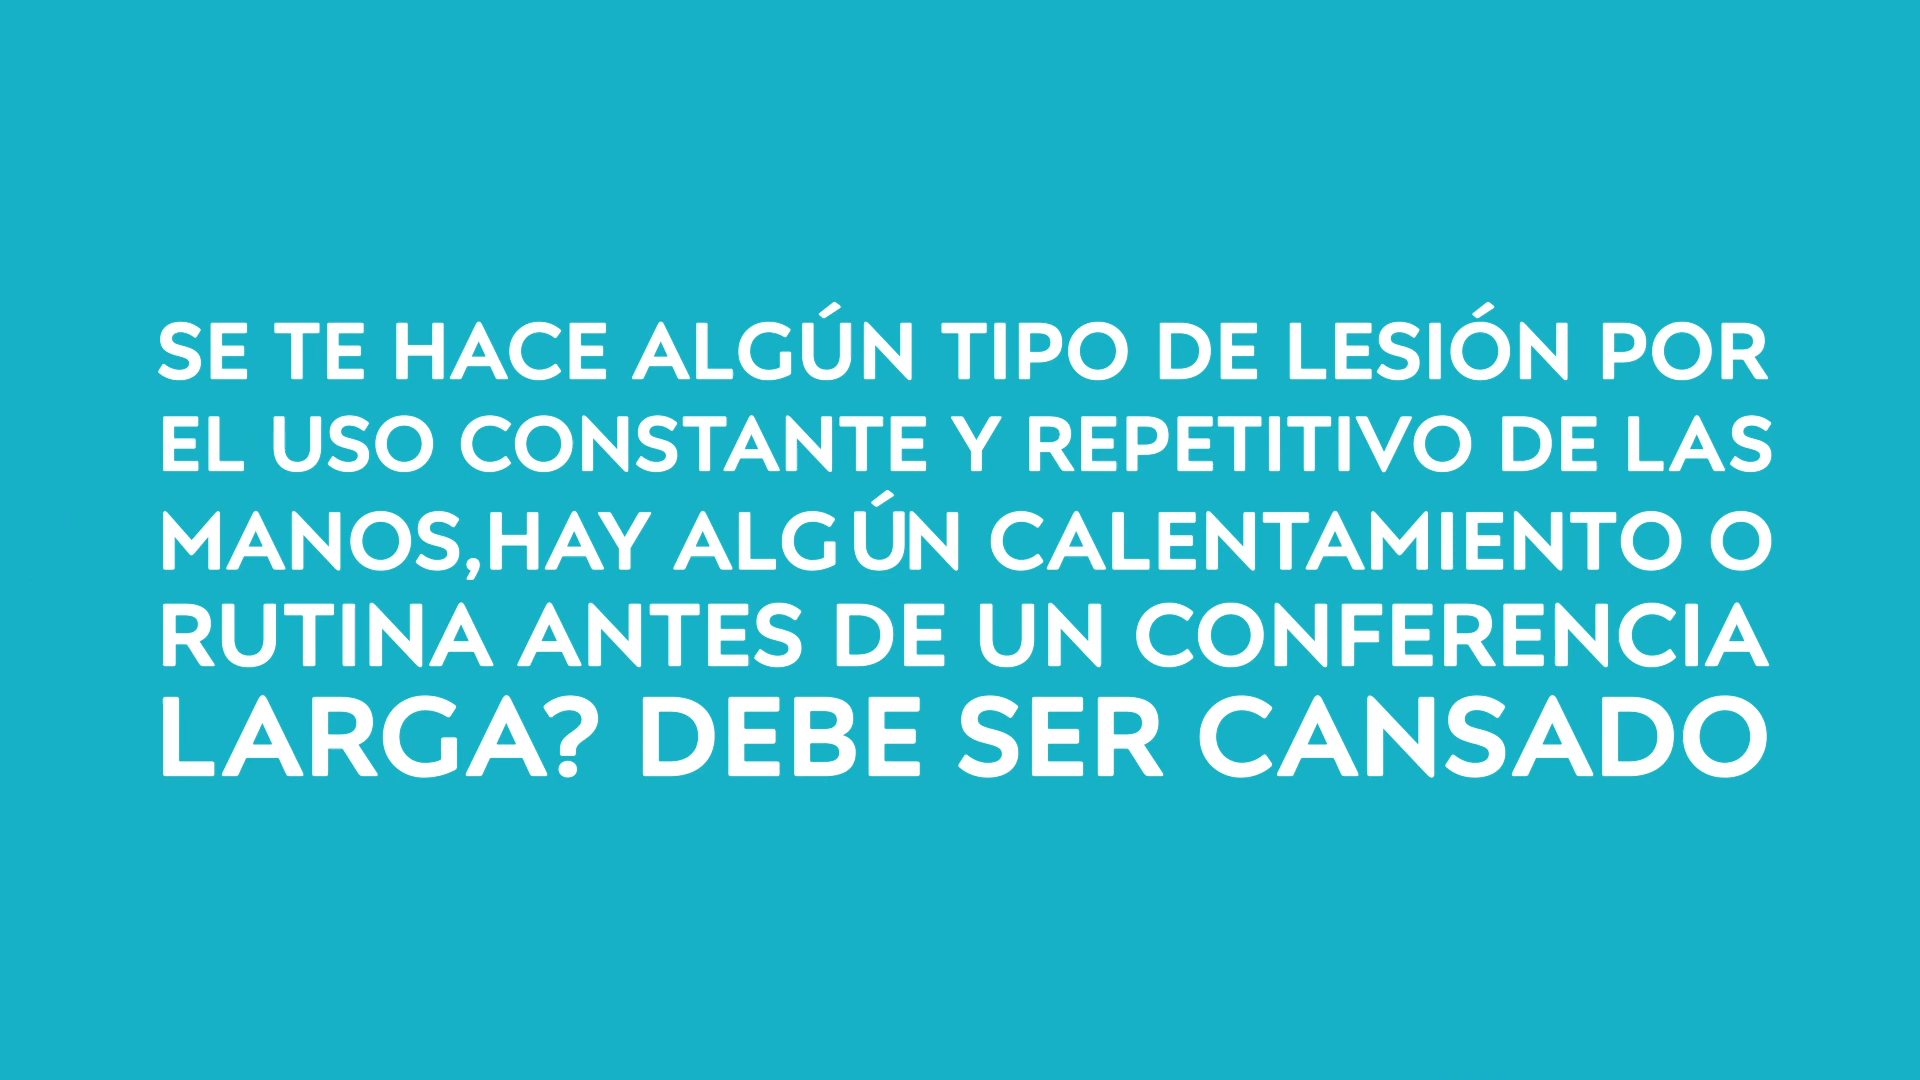 SE TE HACE ALGÚN TIPO DE LESIÓN POR
EL USO CONSTANTE Y REPETITIVO DE LAS
MANOS,HAY ALGÚN CALENTAMIENTO O
RUTINA ANTES DE UN CONFERENCIA
LARGA? DEBE SER CANSADO